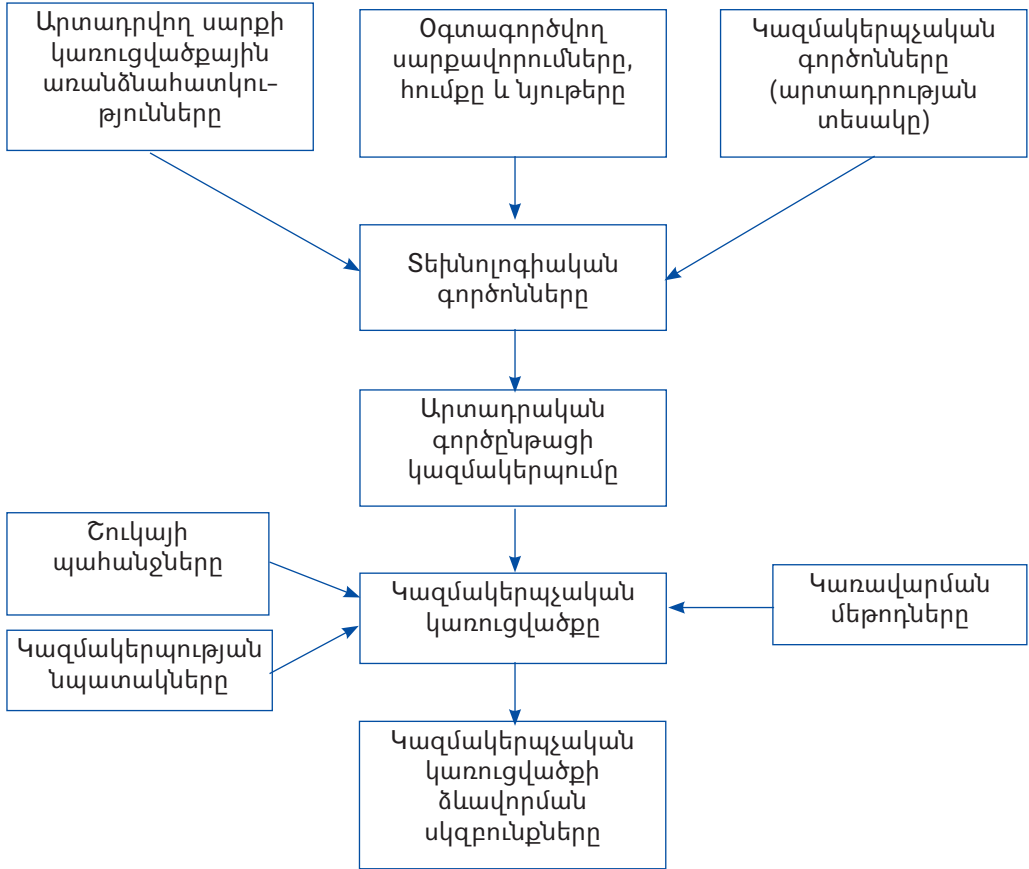 Արտադրվող սարքի
կառուցվածքային
առանձնահատկու-
թյունները
Օգտագործվող
սարքավորումները,
հումքը և նյութերը
Կազմակերպչական
գործոնները
(արտադրության
տեսակը)
Տեխնոլոգիական
գործոնները
Արտադրական
գործընթացի
կազմակերպումը
Շուկայի
պահանջները
Կազմակերպության
նպատակները
Կազմակերպչական
կառուցվածքը
Կառավարման
մեթոդները
Կազմակերպչական
կառուցվածքի
ձևավորման
սկզբունքները